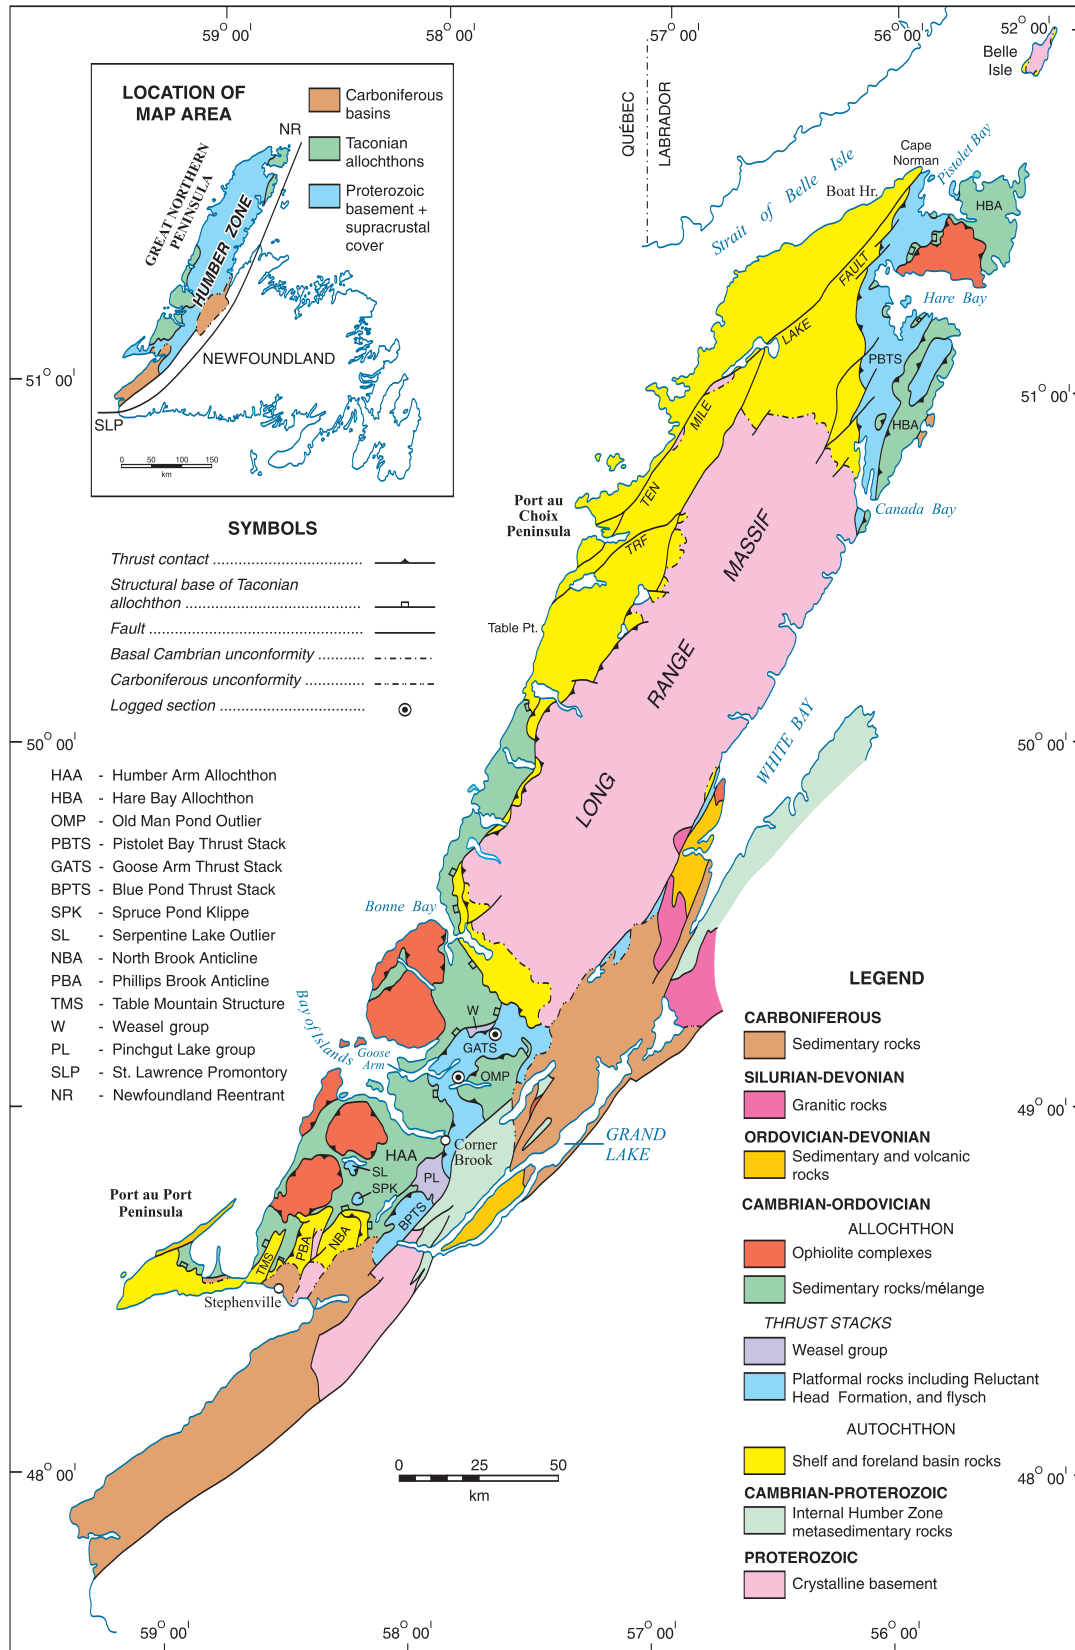 59° 00'
58° 00'
57° 00'
56° 00'
52° 00'
Belle
Isle
LOCATION OF
MAP AREA
Carboniferous
basins
Taconian
allochthons
Proterozoic
basement +
supracrustal
cover
NR
GREAT NORTHERN
PENINSULA
HUMBER ZONE
NEWFOUNDLAND
SLP
0 50 100 150
km
QUÉBEC
LABRADOR
Strait of Belle Isle
Cape
Norman
Pistolet Bay
Boat Hr.
HBA
Hare Bay
FAULT
LAKE
MILE
TEN
TRF
PBTS
HBA
Canada Bay
51° 00'
51° 00'
Port au
Choix
Peninsula
Table Pt.
LONG
RANGE
MASSIF
WHITE BAY
SYMBOLS
Thrust contact
Structural base of Taconian
allochthon
Fault
Basal Cambrian unconformity
Carboniferous unconformity
Logged section
50° 00'
50° 00'
HAA - Humber Arm Allochthon
HBA - Hare Bay Allochthon
OMP - Old Man Pond Outlier
PBTS - Pistolet Bay Thrust Stack
GATS - Goose Arm Thrust Stack
BPTS - Blue Pond Thrust Stack
SPK - Spruce Pond Klippe
SL - Serpentine Lake Outlier
NBA - North Brook Anticline
PBA - Phillips Brook Anticline
TMS - Table Mountain Structure
W - Weasel group
PL - Pinchgut Lake group
SLP - St. Lawrence Promontory
NR - Newfoundland Reentrant
Bonne Bay
Bay of Islands
Goose
Arm
W
GATS
OMP
Corner
Brook
HAA
SL
SPK
PL
BPTS
NBA
PBA
TMS
GRAND
LAKE
49° 00'
Port au Port
Peninsula
Stephenville
LEGEND
CARBONIFEROUS
Sedimentary rocks
SILURIAN-DEVONIAN
Granitic rocks
ORDOVICIAN-DEVONIAN
Sedimentary and volcanic
rocks
CAMBRIAN-ORDOVICIAN
ALLOCHTHON
Ophiolite complexes
Sedimentary rocks/mélange
THRUST STACKS
Weasel group
Platformal rocks including Reluctant
Head Formation, and flysch
AUTOCHTHON
Shelf and foreland basin rocks
CAMBRIAN-PROTEROZOIC
Internal Humber Zone
metasedimentary rocks
PROTEROZOIC
Crystalline basement
48° 00'
48° 00'
0 25 50
km
59° 00'
58° 00'
57° 00'
56° 00'